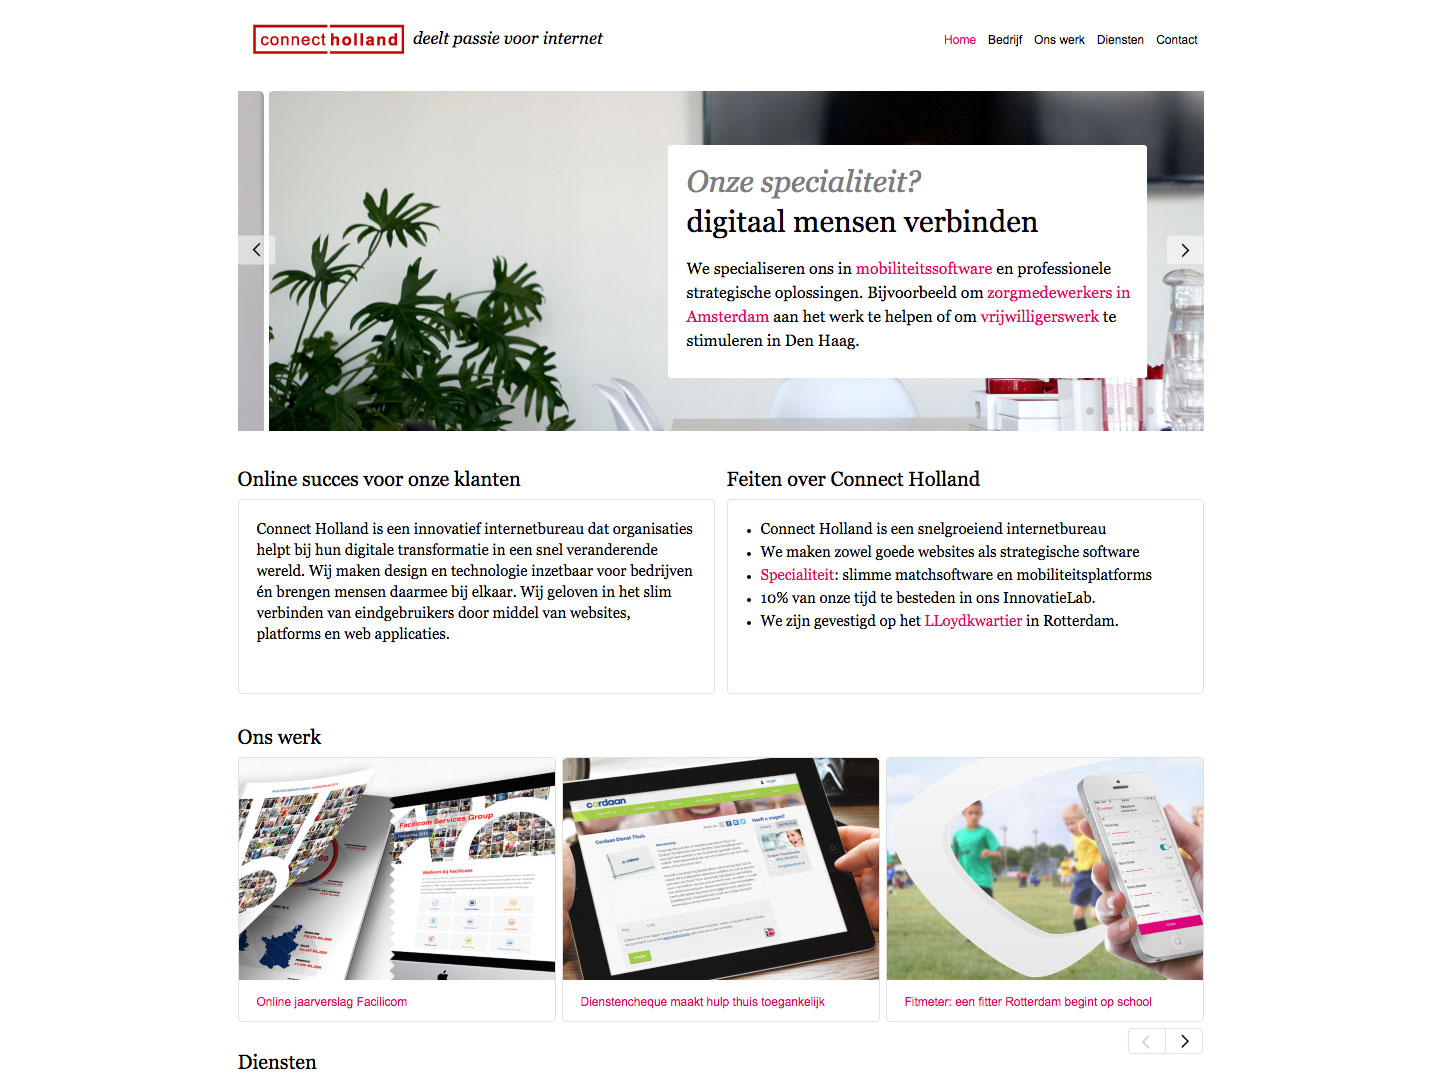 connect holland deelt passie voor internet
Home Bedrijf Ons werk Diensten Contact
Onze specialiteit?
digitaal mensen verbinden
We specialiseren ons in mobiliteitssoftware en professionele
strategische oplossingen. Bijvoorbeeld om zorgmedewerkers in
Amsterdam aan het werk te helpen of om vrijwilligerswerk te
stimuleren in Den Haag.
Online succes voor onze klanten
Connect Holland is een innovatief internetbureau dat organisaties
helpt bij hun digitale transformatie in een snel veranderende
wereld. Wij maken design en technologie inzetbaar voor bedrijven
én brengen mensen daarmee bij elkaar. Wij geloven in het slim
verbinden van eindgebruikers door middel van websites,
platforms en web applicaties.
Feiten over Connect Holland
• Connect Holland is een snelgroeiend internetbureau
• We maken zowel goede websites als strategische software
• Specialiteit: slimme matchsoftware en mobiliteitsplatforms
• 10% van onze tijd te besteden in ons InnovatieLab.
• We zijn gevestigd op het LLoydkwartier in Rotterdam.
Ons werk
Facilicom Services Group
Welkom bij Facilicom
cordaan
Cordaan Dienst Thuis
Heeft u vragen?
Online jaarverslag Facilicom
Dienstencheque maakt hulp thuis toegankelijk
Fitmeter: een fitter Rotterdam begint op school
Diensten